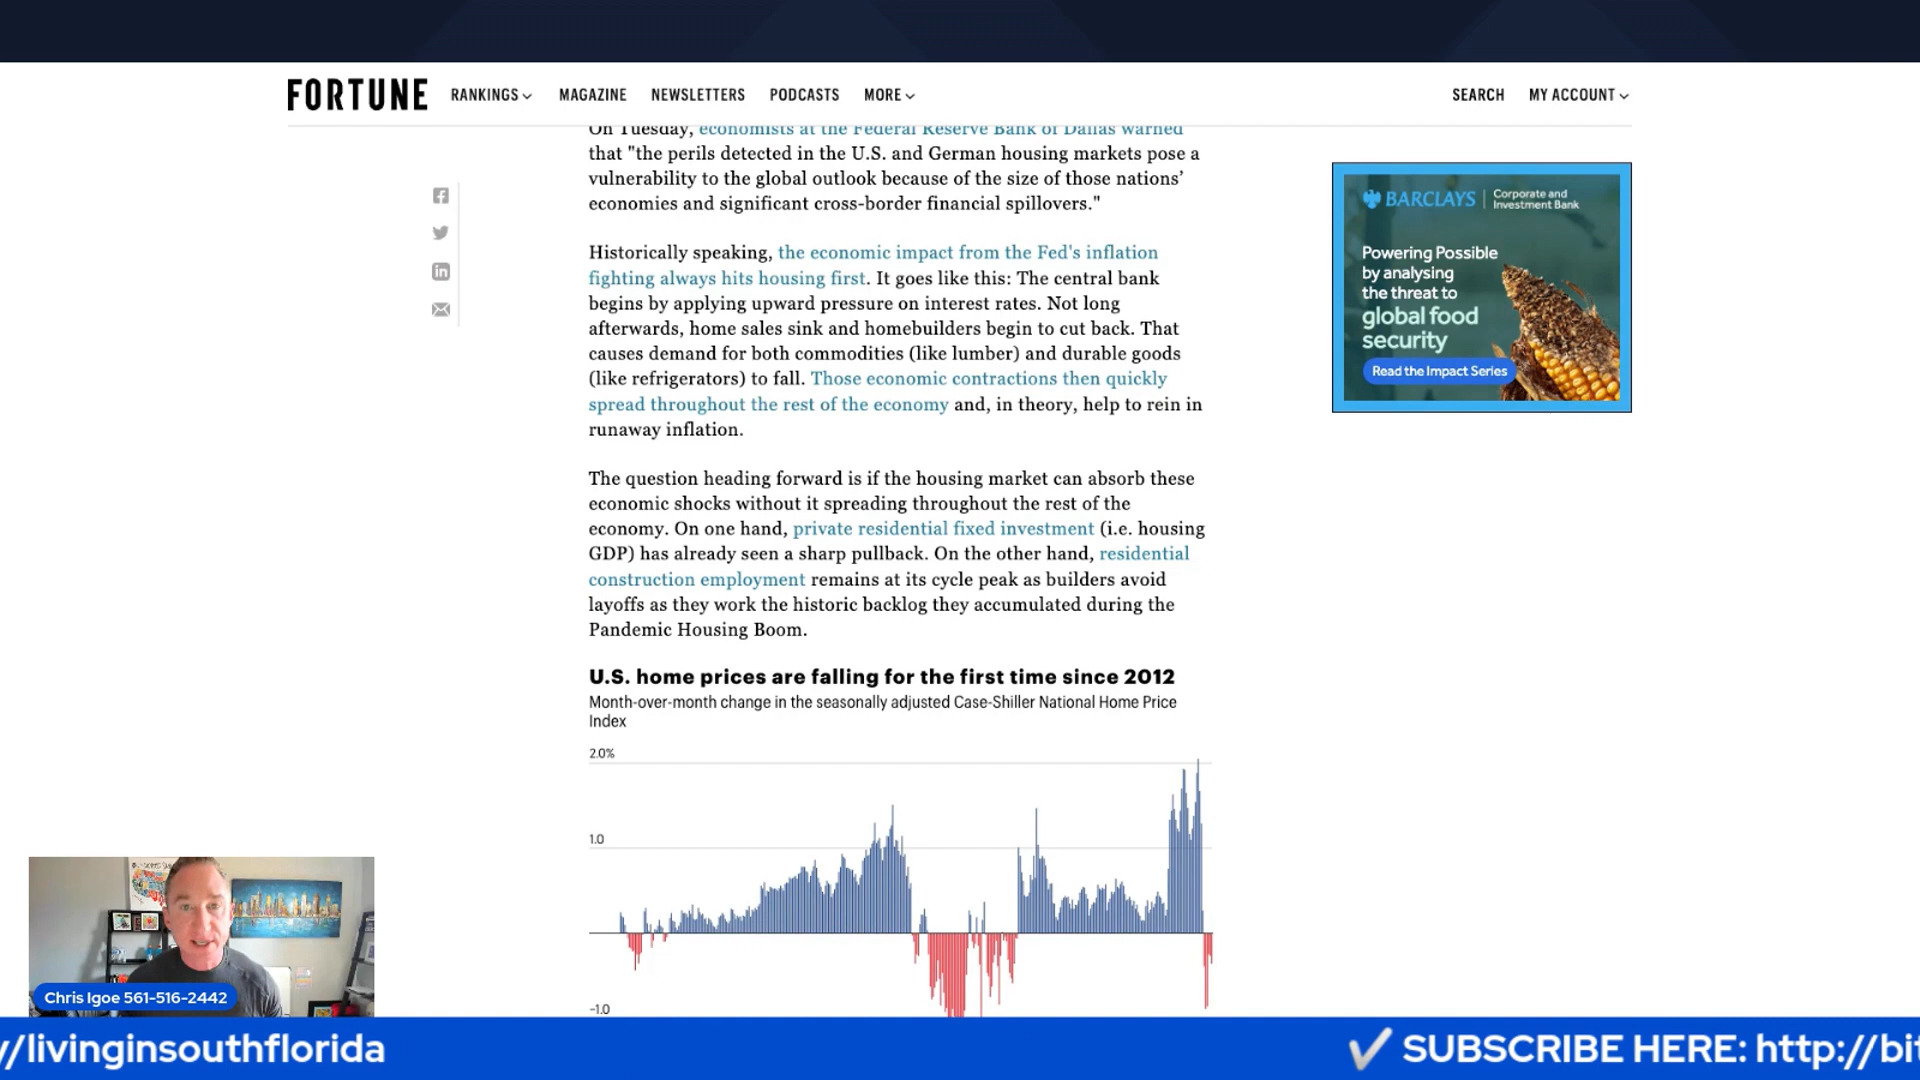 FORTUNE RANKINGS MAGAZINE NEWSLETTERS PODCASTS MORE SEARCH MY ACCOUNT
On Tuesday, economists at the Federal Reserve Bank of Dallas warned
that "the perils detected in the U.S. and German housing markets pose a
vulnerability to the global outlook because of the size of those nations’
economies and significant cross-border financial spillovers."
Historically speaking, the economic impact from the Fed's inflation
fighting always hits housing first. It goes like this: The central bank
begins by applying upward pressure on interest rates. Not long
afterwards, home sales sink and homebuilders begin to cut back. That
causes demand for both commodities (like lumber) and durable goods
(like refrigerators) to fall. Those economic contractions then quickly
spread throughout the rest of the economy and, in theory, help to rein in
runaway inflation.
The question heading forward is if the housing market can absorb these
economic shocks without it spreading throughout the rest of the
economy. On one hand, private residential fixed investment (i.e. housing
GDP) has already seen a sharp pullback. On the other hand, residential
construction employment remains at its cycle peak as builders avoid
layoffs as they work the historic backlog they accumulated during the
Pandemic Housing Boom.
U.S. home prices are falling for the first time since 2012
Month-over-month change in the seasonally adjusted Case-Shiller National Home Price
Index
2.0%
1.0
−1.0
BARCLAYS
Corporate and
Investment Bank
Powering Possible
by analysing
the threat to
global food
security
Read the Impact Series
Chris Igoe 561-516-2442
//livinginsouthflorida
SUBSCRIBE HERE: http://bit